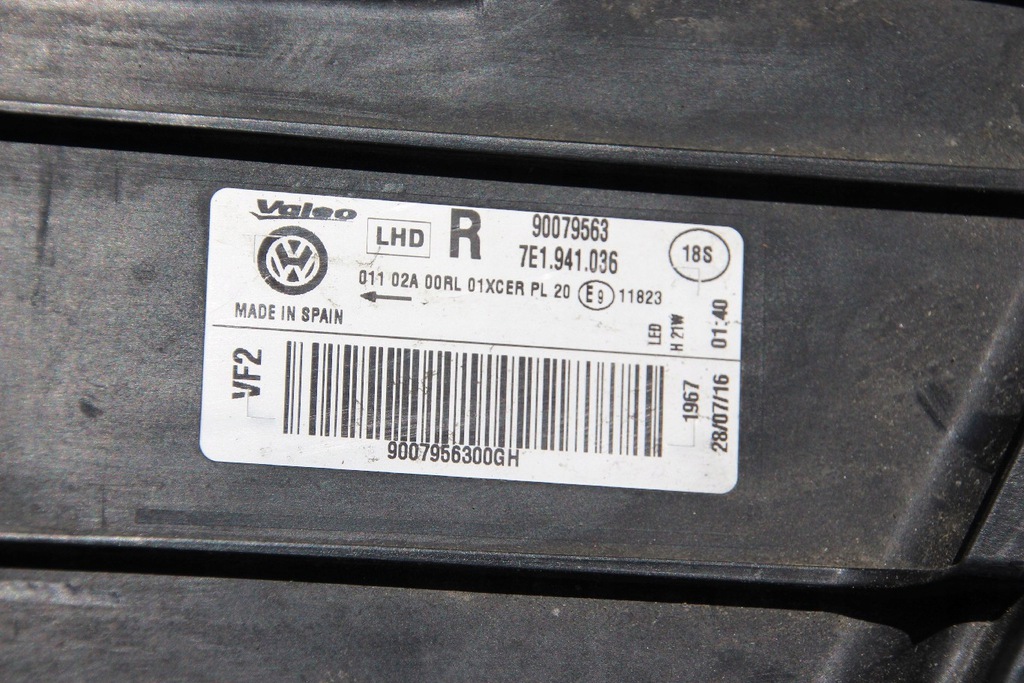 Valeo
LHD
R
90079563
7E1.941.036
18S
011 02A 00RL 01XCER PL 20 E9 11823
MADE IN SPAIN
LED
H 21W
01:40
VF2
1967
28/07/16
9007956300GH